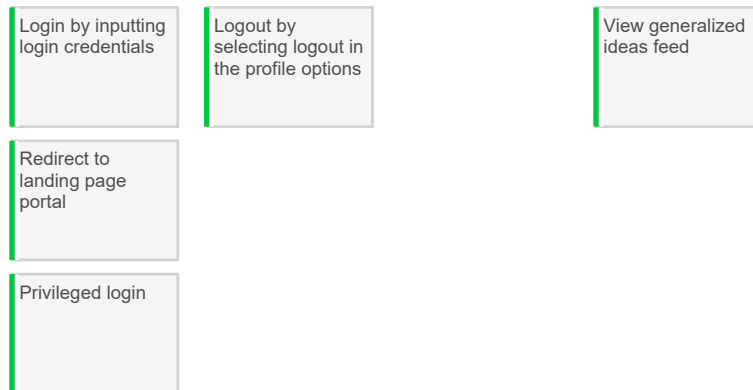 Login by inputting
login credentials
Logout by
selecting logout in
the profile options
View generalized
ideas feed
Redirect to
landing page
portal
Privileged login